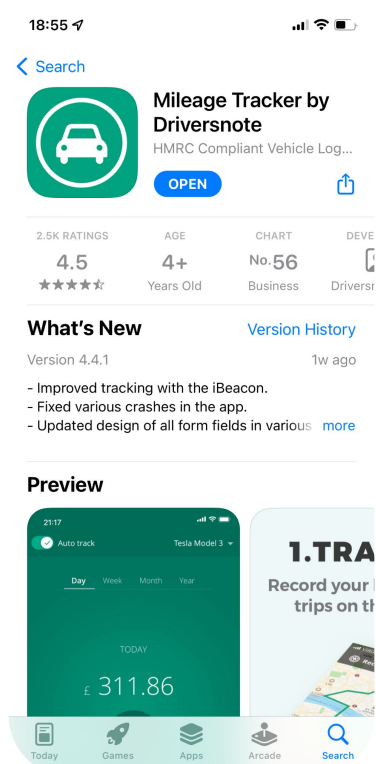 18:55
Search
Mileage Tracker by
Driversnote
HMRC Compliant Vehicle Log...
OPEN
2.5K RATINGS
4.5
AGE
4+
Years Old
CHART
No.56
Business
DEVE
Driversn
What's New
Version History
Version 4.4.1
1w ago
- Improved tracking with the iBeacon.
- Fixed various crashes in the app.
- Updated design of all form fields in various more
Preview
21:17
Auto track
Tesla Model 3
Day Week Month Year
TODAY
£ 311.86
1.TRA
Record your
trips on th
Today
Games
Apps
Arcade
Search